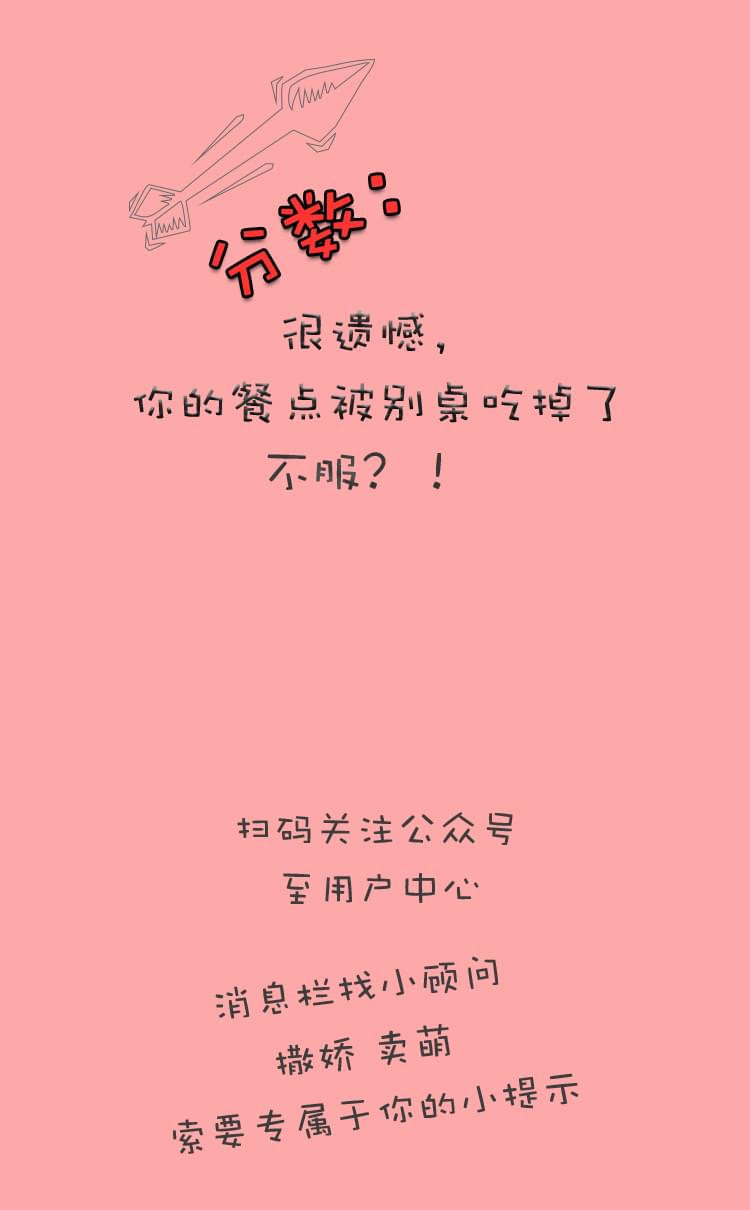 分数：
很遗憾，
你的餐点被别桌吃掉了
不服？！
扫码关注公众号
至用户中心
消息栏找小顾问
撒娇 卖萌
索要专属于你的小提示